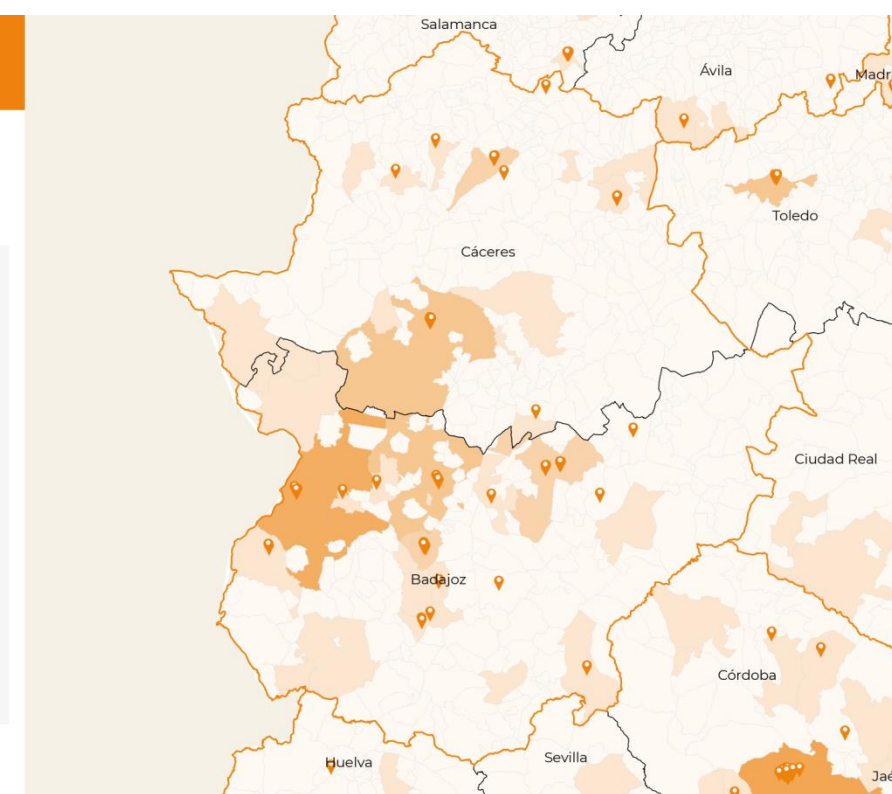 Salamanca
Ávila
Madr
Toledo
Cáceres
Ciudad Real
Badajoz
Córdoba
Huelva
Sevilla
Jaé